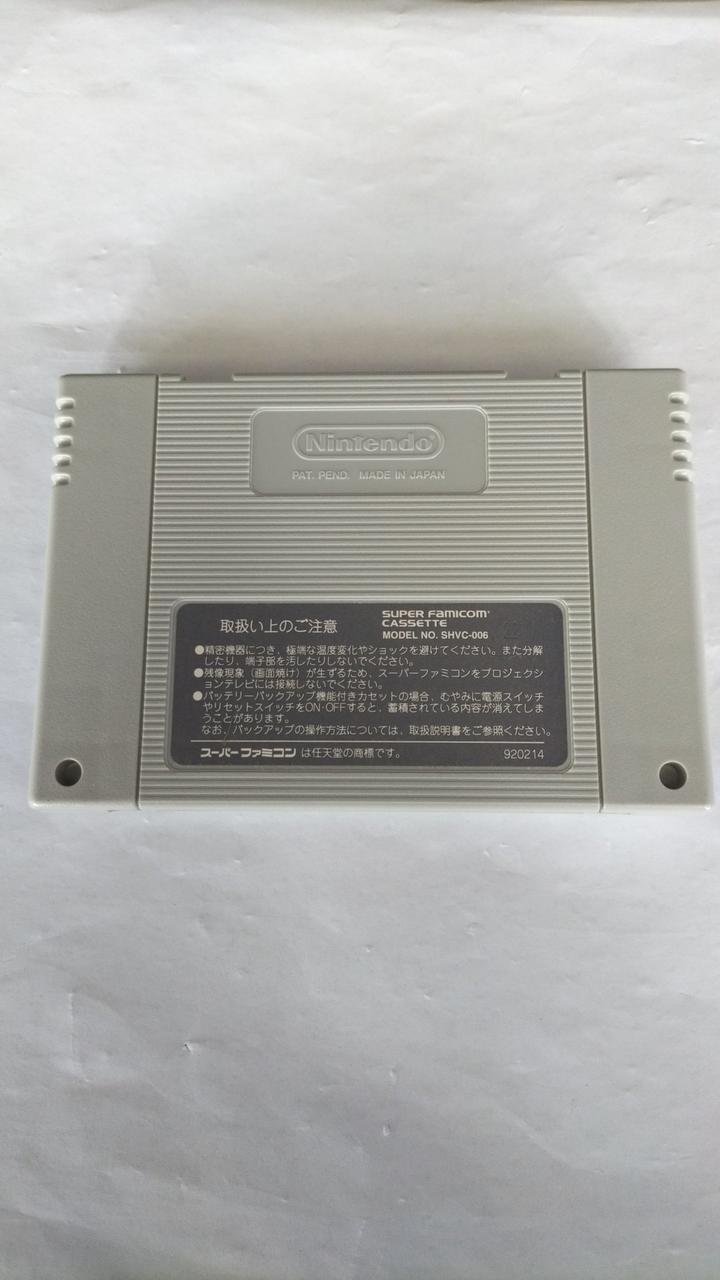 Nintendo
PAT. PEND. MADE IN JAPAN
取扱い上のご注意
SUPER FAMICOM
CASSETTE
MODEL NO. SHVC-006
●精密機器につき、極端な温度変化やショックを避けてください。また分解
したり、端子部を汚したりしないでください。
●残像現象（画面焼け）が生ずるため、スーパーファミコンをプロジェクシ
ョンテレビには接続しないでください。
●バッテリーバックアップ機能付きカセットの場合、むやみに電源スイッチ
やリセットスイッチをON·OFFすると、蓄積されている内容が消えてしま
うことがあります。
なお、バックアップの操作方法については、取扱説明書をご参照ください。
スーパーファミコン は任天堂の商標です。 920214